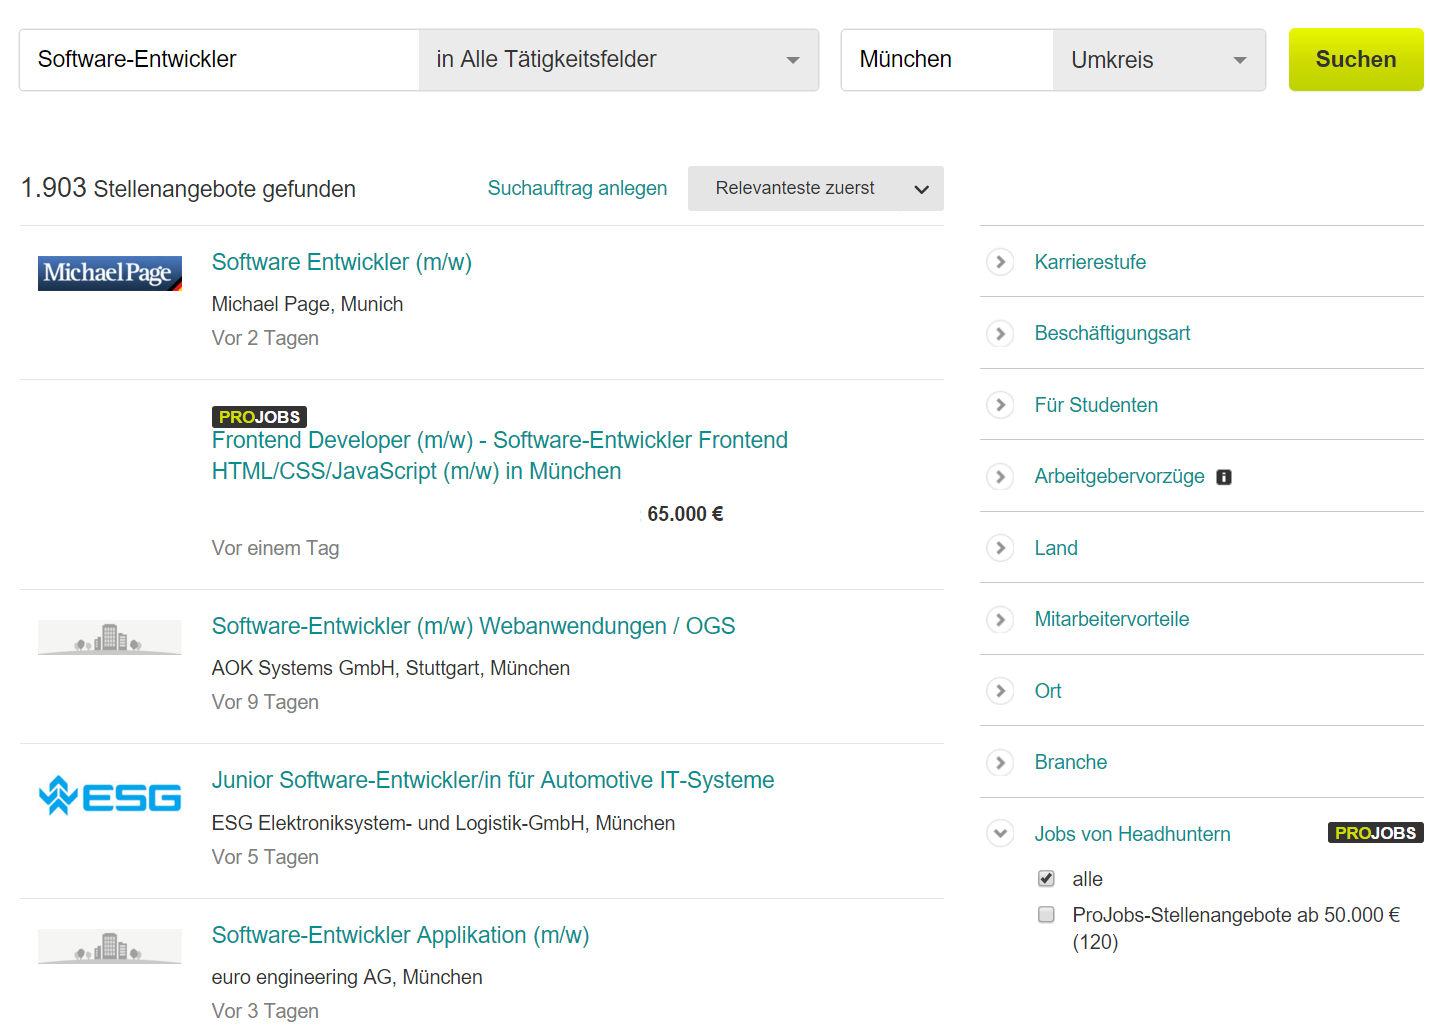 Software-Entwickler in Alle Tätigkeitsfelder München Umkreis Suchen
1.903 Stellenangebote gefunden Suchauftrag anlegen Relevanteste zuerst
Michael Page
Software Entwickler (m/w)
Michael Page, Munich
Vor 2 Tagen
PROJOBS
Frontend Developer (m/w) - Software-Entwickler Frontend
HTML/CSS/JavaScript (m/w) in München
65.000 €
Vor einem Tag
Software-Entwickler (m/w) Webanwendungen / OGS
AOK Systems GmbH, Stuttgart, München
Vor 9 Tagen
ESG
Junior Software-Entwickler/in für Automotive IT-Systeme
ESG Elektroniksystem- und Logistik-GmbH, München
Vor 5 Tagen
Software-Entwickler Applikation (m/w)
euro engineering AG, München
Vor 3 Tagen
Karrierestufe
Beschäftigungsart
Für Studenten
Arbeitgebervorzüge i
Land
Mitarbeitervorteile
Ort
Branche
Jobs von Headhuntern PROJOBS
alle
ProJobs-Stellenangebote ab 50.000 €
(120)